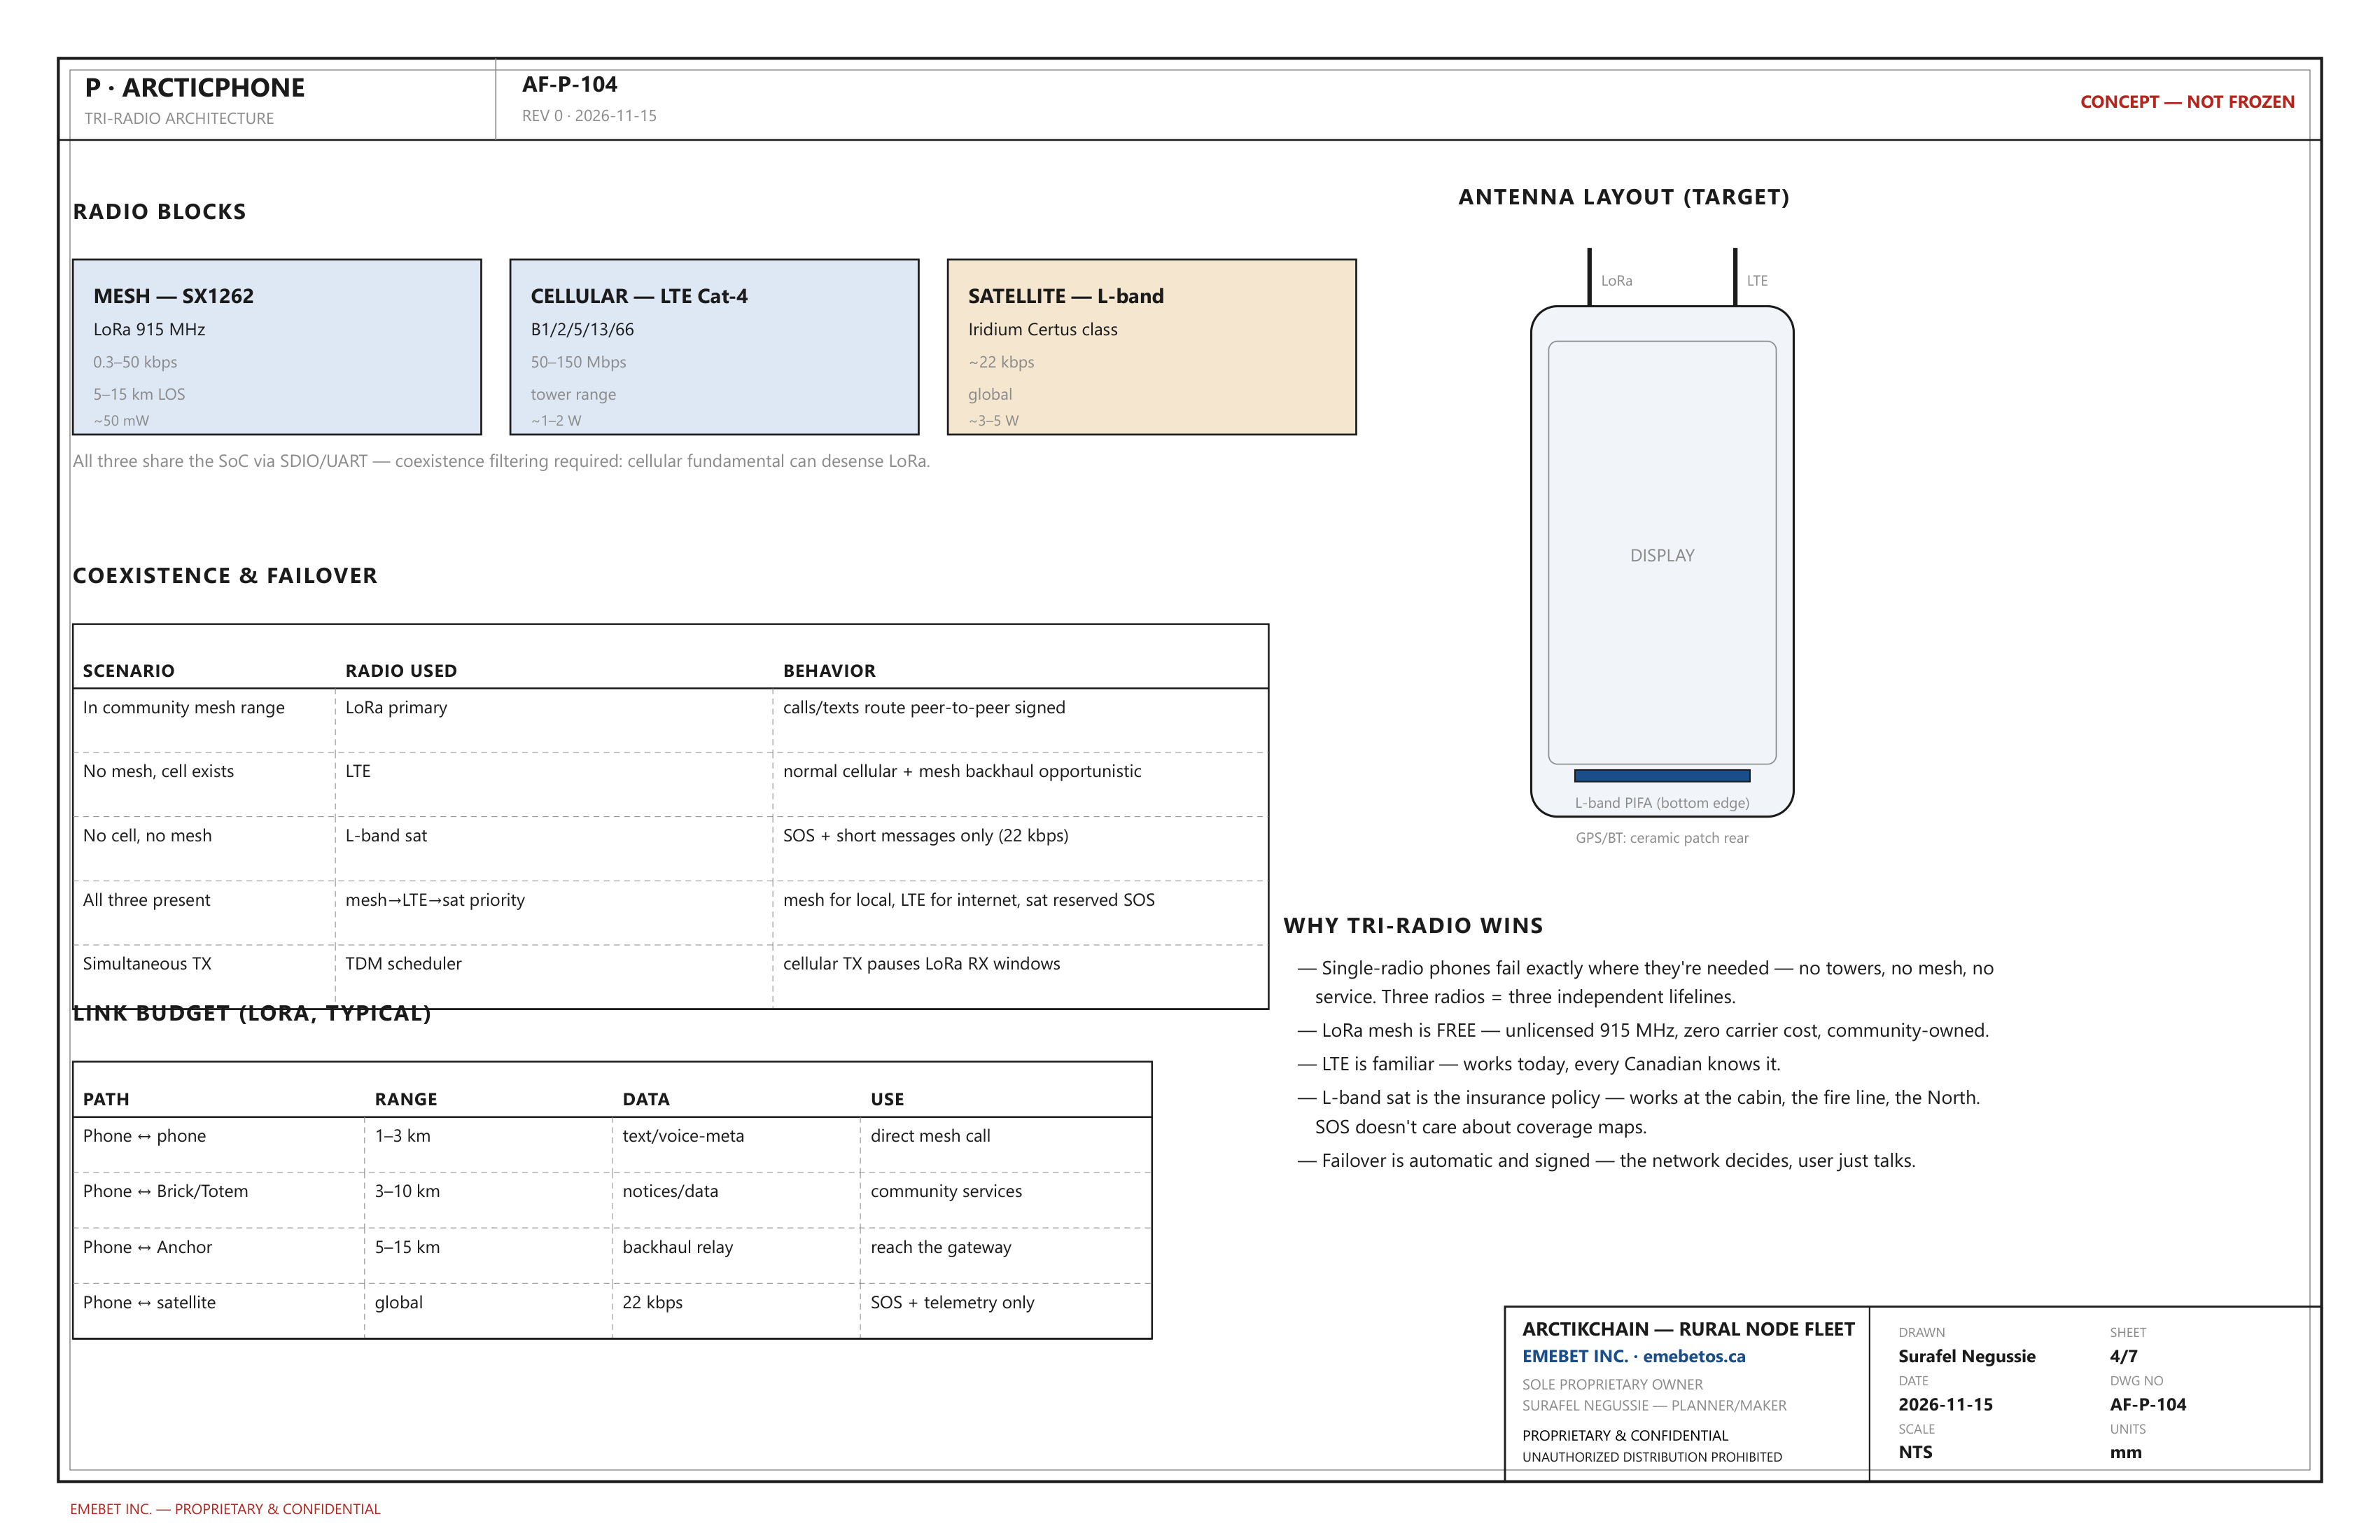 P · ARCTICPHONE
TRI-RADIO ARCHITECTURE
AF-P-104
REV 0 · 2026-11-15
CONCEPT — NOT FROZEN
RADIO BLOCKS
MESH — SX1262
LoRa 915 MHz
0.3–50 kbps
5–15 km LOS
~50 mW
CELLULAR — LTE Cat-4
B1/2/5/13/66
50–150 Mbps
tower range
~1–2 W
SATELLITE — L-band
Iridium Certus class
~22 kbps
global
~3–5 W
All three share the SoC via SDIO/UART — coexistence filtering required: cellular fundamental can desense LoRa.
COEXISTENCE & FAILOVER
SCENARIO RADIO USED BEHAVIOR
In community mesh range LoRa primary calls/texts route peer-to-peer signed
No mesh, cell exists LTE normal cellular + mesh backhaul opportunistic
No cell, no mesh L-band sat SOS + short messages only (22 kbps)
All three present mesh→LTE→sat priority mesh for local, LTE for internet, sat reserved SOS
Simultaneous TX TDM scheduler cellular TX pauses LoRa RX windows
LINK BUDGET (LORA, TYPICAL)
PATH RANGE DATA USE
Phone ↔ phone 1–3 km text/voice-meta direct mesh call
Phone ↔ Brick/Totem 3–10 km notices/data community services
Phone ↔ Anchor 5–15 km backhaul relay reach the gateway
Phone ↔ satellite global 22 kbps SOS + telemetry only
ANTENNA LAYOUT (TARGET)
LoRa
LTE
DISPLAY
L-band PIFA (bottom edge)
GPS/BT: ceramic patch rear
WHY TRI-RADIO WINS
— Single-radio phones fail exactly where they're needed — no towers, no mesh, no
service. Three radios = three independent lifelines.
— LoRa mesh is FREE — unlicensed 915 MHz, zero carrier cost, community-owned.
— LTE is familiar — works today, every Canadian knows it.
— L-band sat is the insurance policy — works at the cabin, the fire line, the North.
SOS doesn't care about coverage maps.
— Failover is automatic and signed — the network decides, user just talks.
ARCTIKCHAIN — RURAL NODE FLEET
EMEBET INC. · emebetos.ca
SOLE PROPRIETARY OWNER
SURAFEL NEGUSSIE — PLANNER/MAKER
PROPRIETARY & CONFIDENTIAL
UNAUTHORIZED DISTRIBUTION PROHIBITED
DRAWN SHEET
Surafel Negussie 4/7
DATE DWG NO
2026-11-15 AF-P-104
SCALE UNITS
NTS mm
EMEBET INC. — PROPRIETARY & CONFIDENTIAL